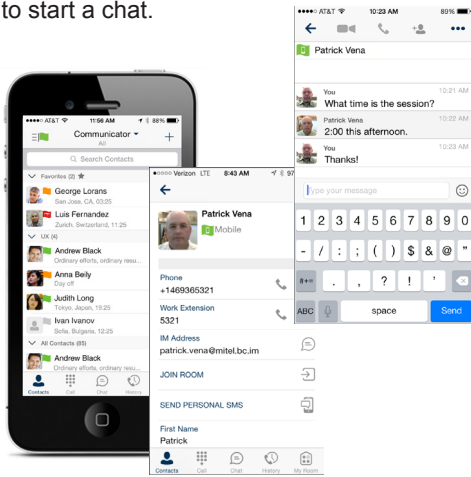 to start a chat.
AT&T 11:56 AM 88%
Communicator
All
Search Contacts
Favorites (2)
George Lorans
San Jose, CA, 03:25
Luis Fernandez
Zurich, Switzerland, 11:25
UX (4)
Andrew Black
Ordinary efforts, ordinary resu...
Anna Beily
Day off
Judith Long
Tokyo, Japan, 19:25
Ivan Ivanov
Sofia, Bulgaria, 12:25
All Contacts (85)
Andrew Black
Ordinary efforts, ordinary resu...
Contacts Call Chat History
Verizon LTE 8:43 AM 97
Patrick Vena
Mobile
Phone
+1469365321
Work Extension
5321
IM Address
patrick.vena@mitel.bc.im
JOIN ROOM
SEND PERSONAL SMS
First Name
Patrick
Contacts Call Chat History My Room
AT&T 10:23 AM 89%
Patrick Vena
You 10:21 AM
What time is the session?
Patrick Vena 10:22 AM
2:00 this afternoon.
You 10:23 AM
Thanks!
Type your message
1 2 3 4 5 6 7 8 9 0
- / : ; ( ) $ & @ "
#+= . , ? ! '
ABC space Send